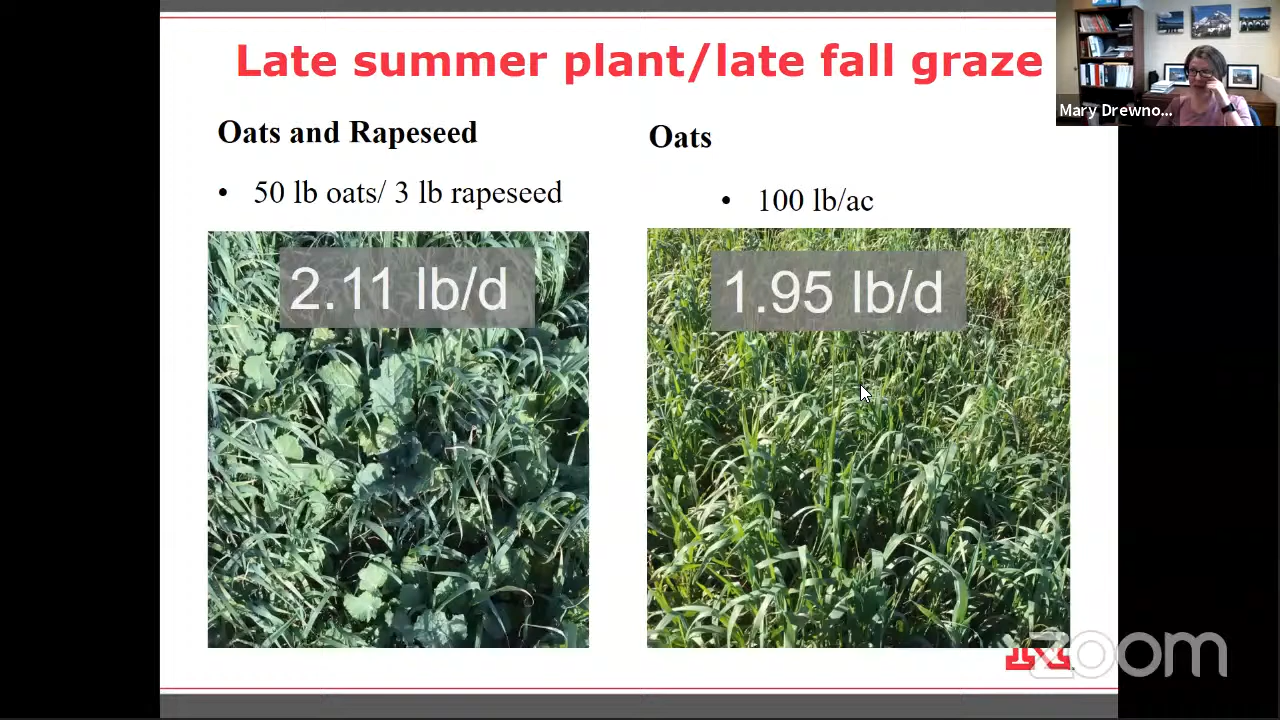 Late summer plant/late fall graze
Mary Drewno...
Oats and Rapeseed
Oats
• 50 lb oats/ 3 lb rapeseed
• 100 lb/ac
2.11 lb/d
1.95 lb/d
zoom